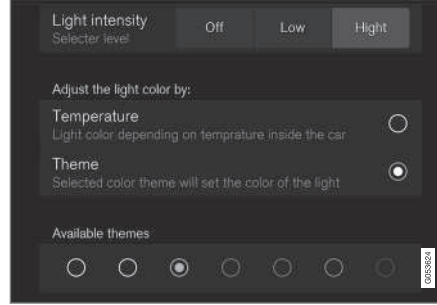 Light intensity
Selecter level
Off
Low
Hight
Adjust the light color by:
Temperature
Light color depending on temprature inside the car
Theme
Selected color theme will set the color of the light
Available themes
G053624